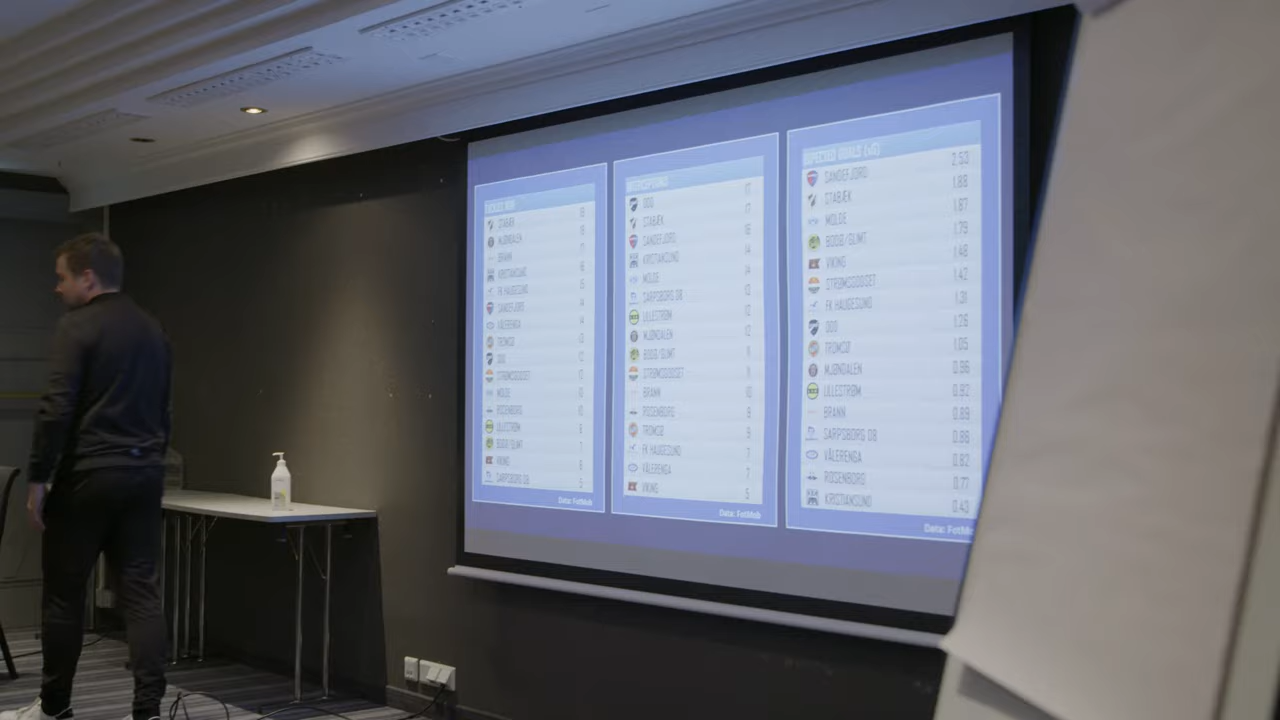 STABÆK
MJØNDALEN
BRANN
KRISTIANSUND
FK HAUGESUND
SANDEFJORD
VÅLERENGA
TROMSØ
ODD
STRØMSGODSET
MOLDE
ROSENBORG
LILLESTRØM
BODØ/GLIMT
VIKING
SARPSBORG 08
Data: FotMob
INTERCEPTIONS
ODD 17
STABÆK 17
SANDEFJORD 16
KRISTIANSUND 14
MOLDE 14
SARPSBORG 08
LILLESTRØM 12
MJØNDALEN 12
BODØ/GLIMT 11
STRØMSGODSET 11
BRANN 10
ROSENBORG 9
TROMSØ 9
FK HAUGESUND 7
VÅLERENGA 7
VIKING 5
Data: FotMob
EXPECTED GOALS (xG)
SANDEFJORD 2.53
STABÆK 1.88
MOLDE 1.87
BODØ/GLIMT 1.79
VIKING 1.48
STRØMSGODSET 1.42
FK HAUGESUND 1.31
ODD 1.26
TROMSØ 1.05
MJØNDALEN 0.96
LILLESTRØM 0.92
BRANN 0.89
SARPSBORG 08 0.88
VÅLERENGA 0.82
ROSENBORG 0.77
KRISTIANSUND 0.43
Data: FotM